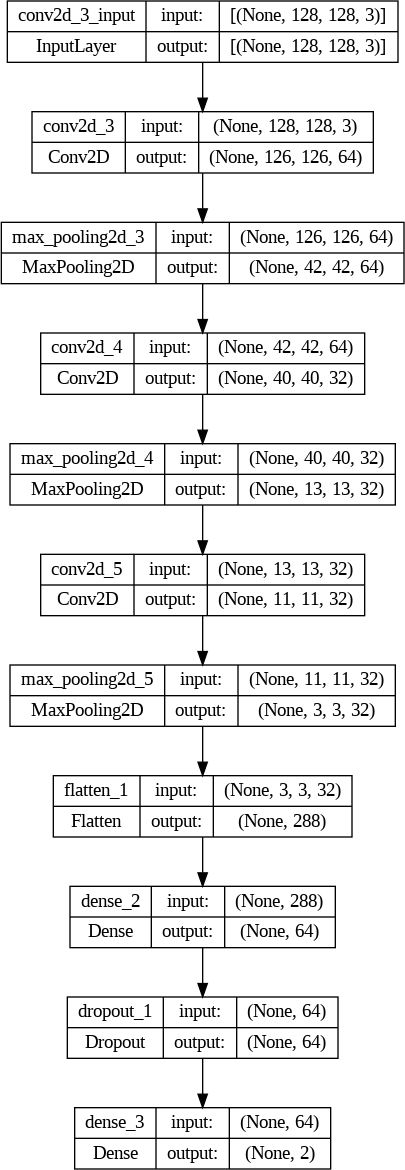 conv2d_3_input input: [(None, 128, 128, 3)]
InputLayer output: [(None, 128, 128, 3)]
conv2d_3 input: (None, 128, 128, 3)
Conv2D output: (None, 126, 126, 64)
max_pooling2d_3 input: (None, 126, 126, 64)
MaxPooling2D output: (None, 42, 42, 64)
conv2d_4 input: (None, 42, 42, 64)
Conv2D output: (None, 40, 40, 32)
max_pooling2d_4 input: (None, 40, 40, 32)
MaxPooling2D output: (None, 13, 13, 32)
conv2d_5 input: (None, 13, 13, 32)
Conv2D output: (None, 11, 11, 32)
max_pooling2d_5 input: (None, 11, 11, 32)
MaxPooling2D output: (None, 3, 3, 32)
flatten_1 input: (None, 3, 3, 32)
Flatten output: (None, 288)
dense_2 input: (None, 288)
Dense output: (None, 64)
dropout_1 input: (None, 64)
Dropout output: (None, 64)
dense_3 input: (None, 64)
Dense output: (None, 2)